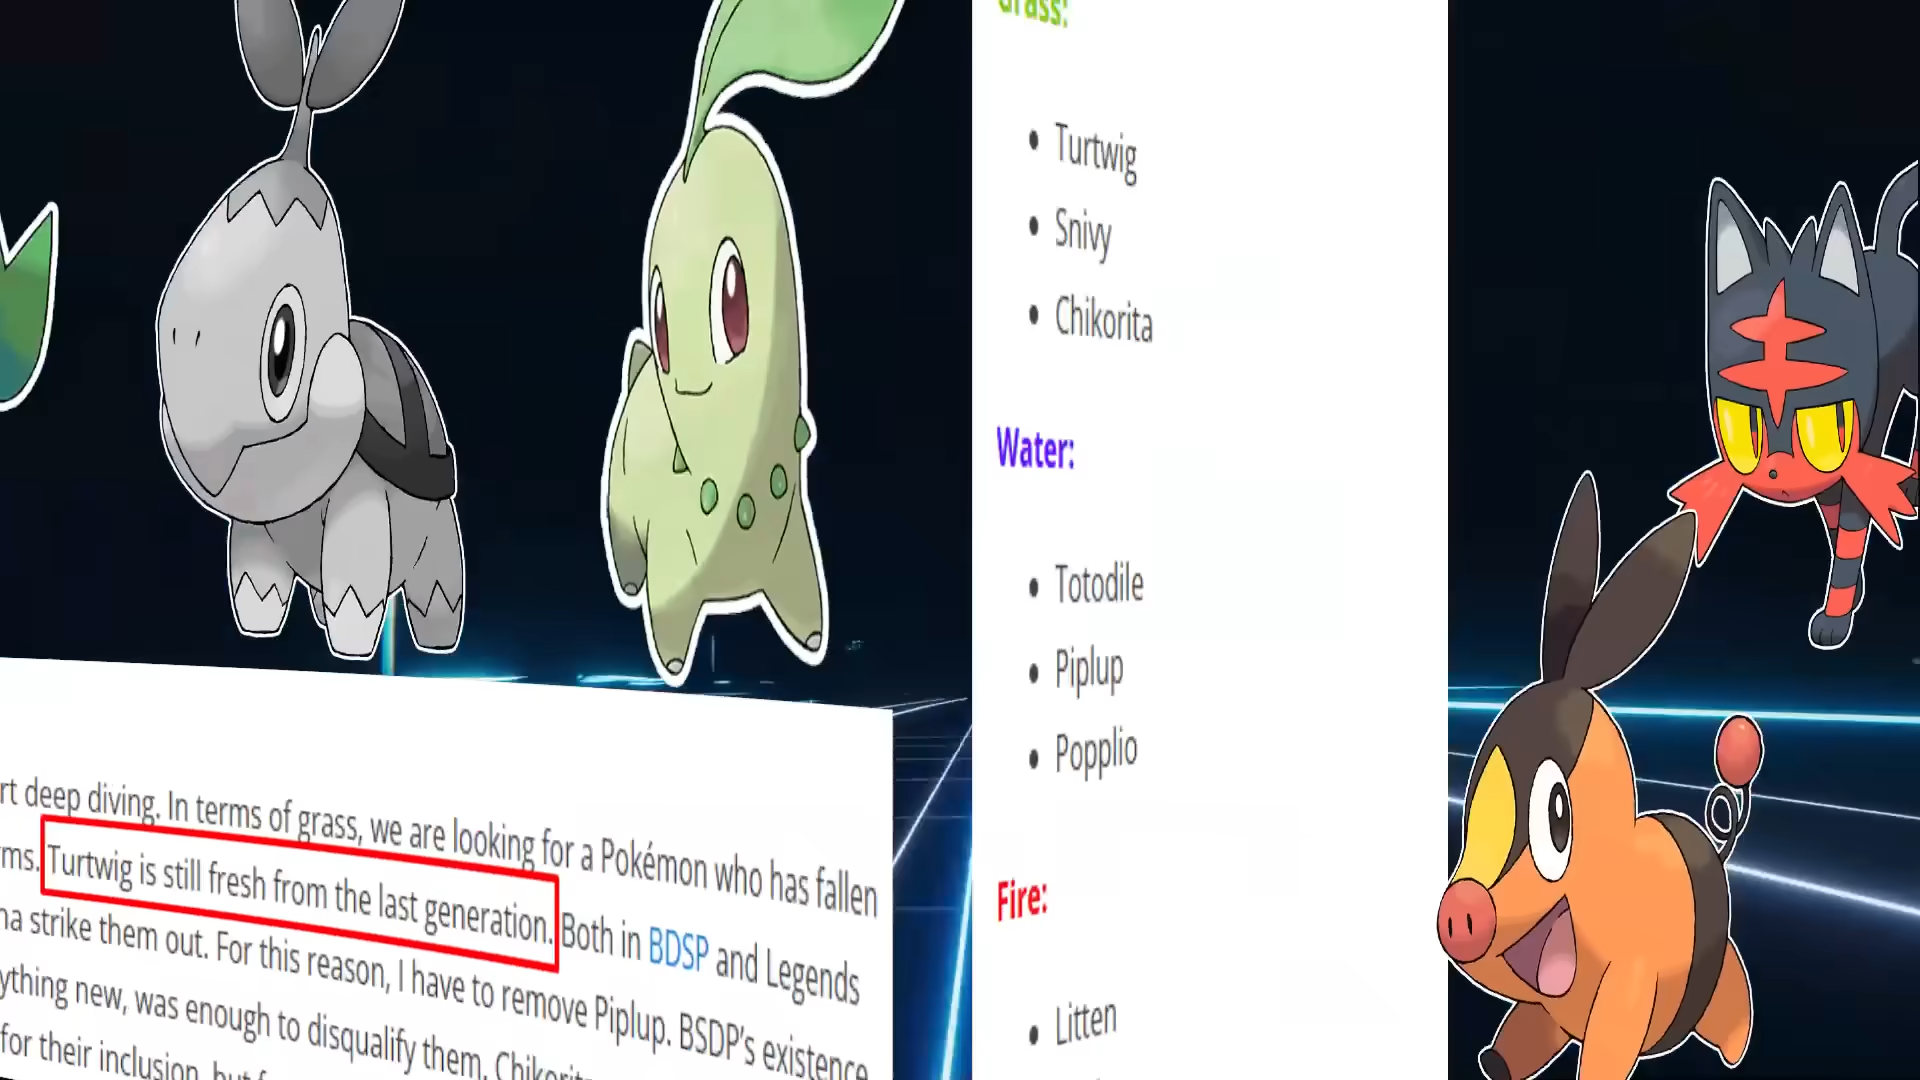 rt deep diving. In terms of grass, we are looking for a Pokémon who has fallen
rms. Turtwig is still fresh from the last generation. Both in BDSP and Legends
na strike them out. For this reason, I have to remove Piplup. BSDP's existence
ything new, was enough to disqualify them. Chikorit
for their inclusion, but f
Grass:
• Turtwig
• Snivy
• Chikorita
Water:
• Totodile
• Piplup
• Popplio
Fire:
• Litten